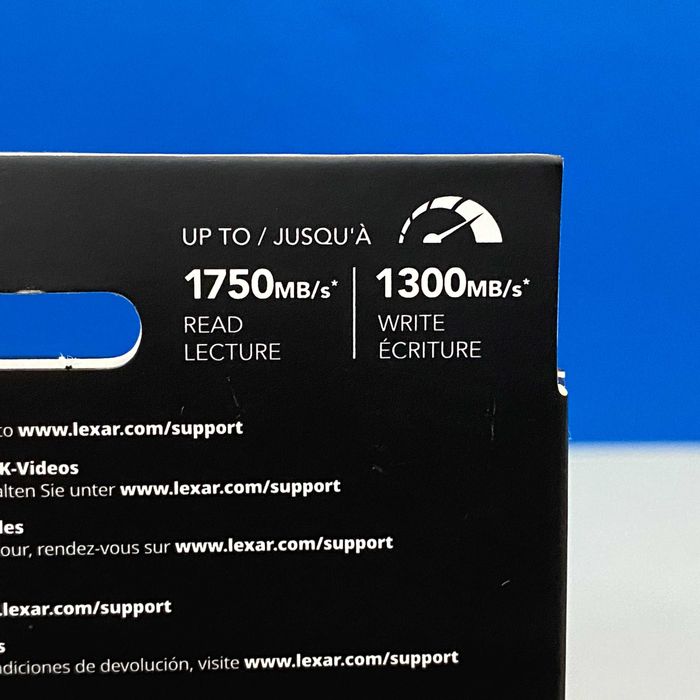 UP TO / JUSQU'À
1750MB/s* 1300MB/s*
READ WRITE
LECTURE ÉCRITURE
to www.lexar.com/support
K-Videos
alten Sie unter www.lexar.com/support
les
our, rendez-vous sur www.lexar.com/support
.lexar.com/support
s
diciones de devolución, visite www.lexar.com/support